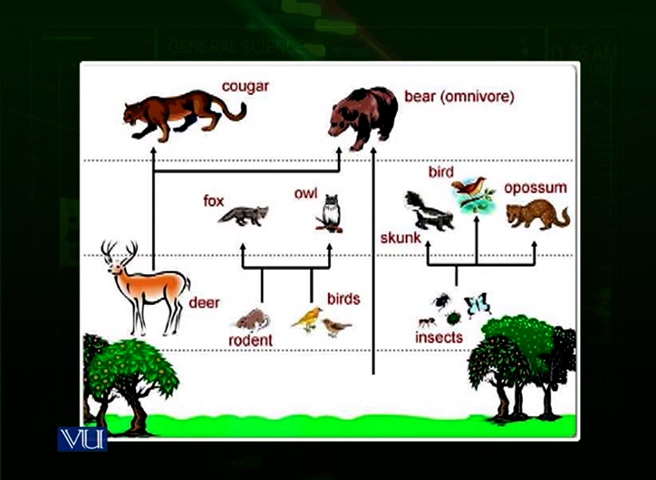 GENERAL SCIENCE
cougar
bear (omnivore)
bird
fox
owl
opossum
skunk
deer
birds
rodent
insects
VU